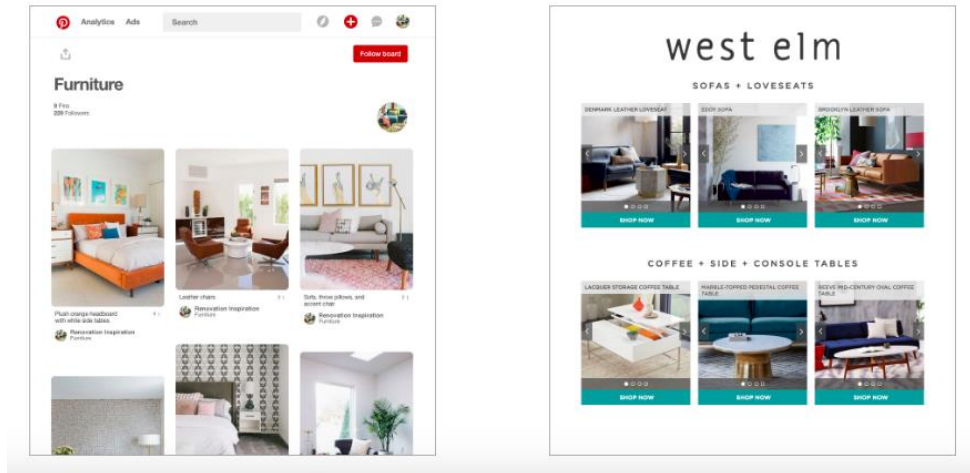 Analytics Ads Search
Follow board
Furniture
9 Pins
229 Followers
Plush orange headboard
with white side tables
Renovation Inspiration
Furniture
Leather chairs
Renovation Inspiration
Furniture
Sofa, throw pillows, and
accent chair
Renovation Inspiration
Furniture
west elm
SOFAS + LOVESEATS
DENMARK LEATHER LOVESEAT
EDDY SOFA
BROOKLYN LEATHER SOFA
SHOP NOW
SHOP NOW
SHOP NOW
COFFEE + SIDE + CONSOLE TABLES
LACQUER STORAGE COFFEE TABLE
MARBLE-TOPPED PEDESTAL COFFEE
TABLE
REEVE MID-CENTURY OVAL COFFEE
TABLE
SHOP NOW
SHOP NOW
SHOP NOW